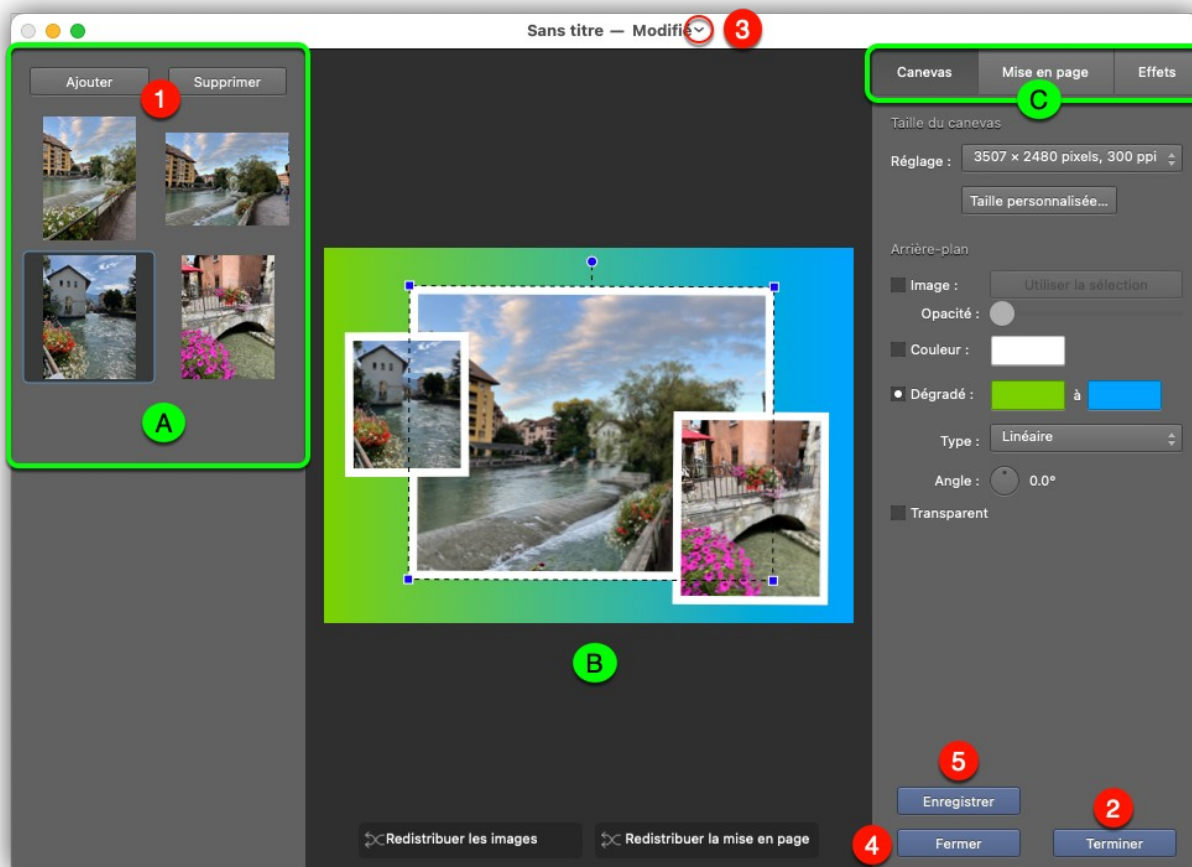 Sans titre — Modifié
3
Ajouter
Supprimer
1
A
Canevas
Mise en page
Effets
C
Taille du canevas
Réglage :
3507 × 2480 pixels, 300 ppi
Taille personnalisée...
Arrière-plan
Image :
Utiliser la sélection
Opacité :
Couleur :
Dégradé :
à
Type :
Linéaire
Angle :
0.0°
Transparent
B
Redistribuer les images
Redistribuer la mise en page
5
Enregistrer
2
4
Fermer
Terminer